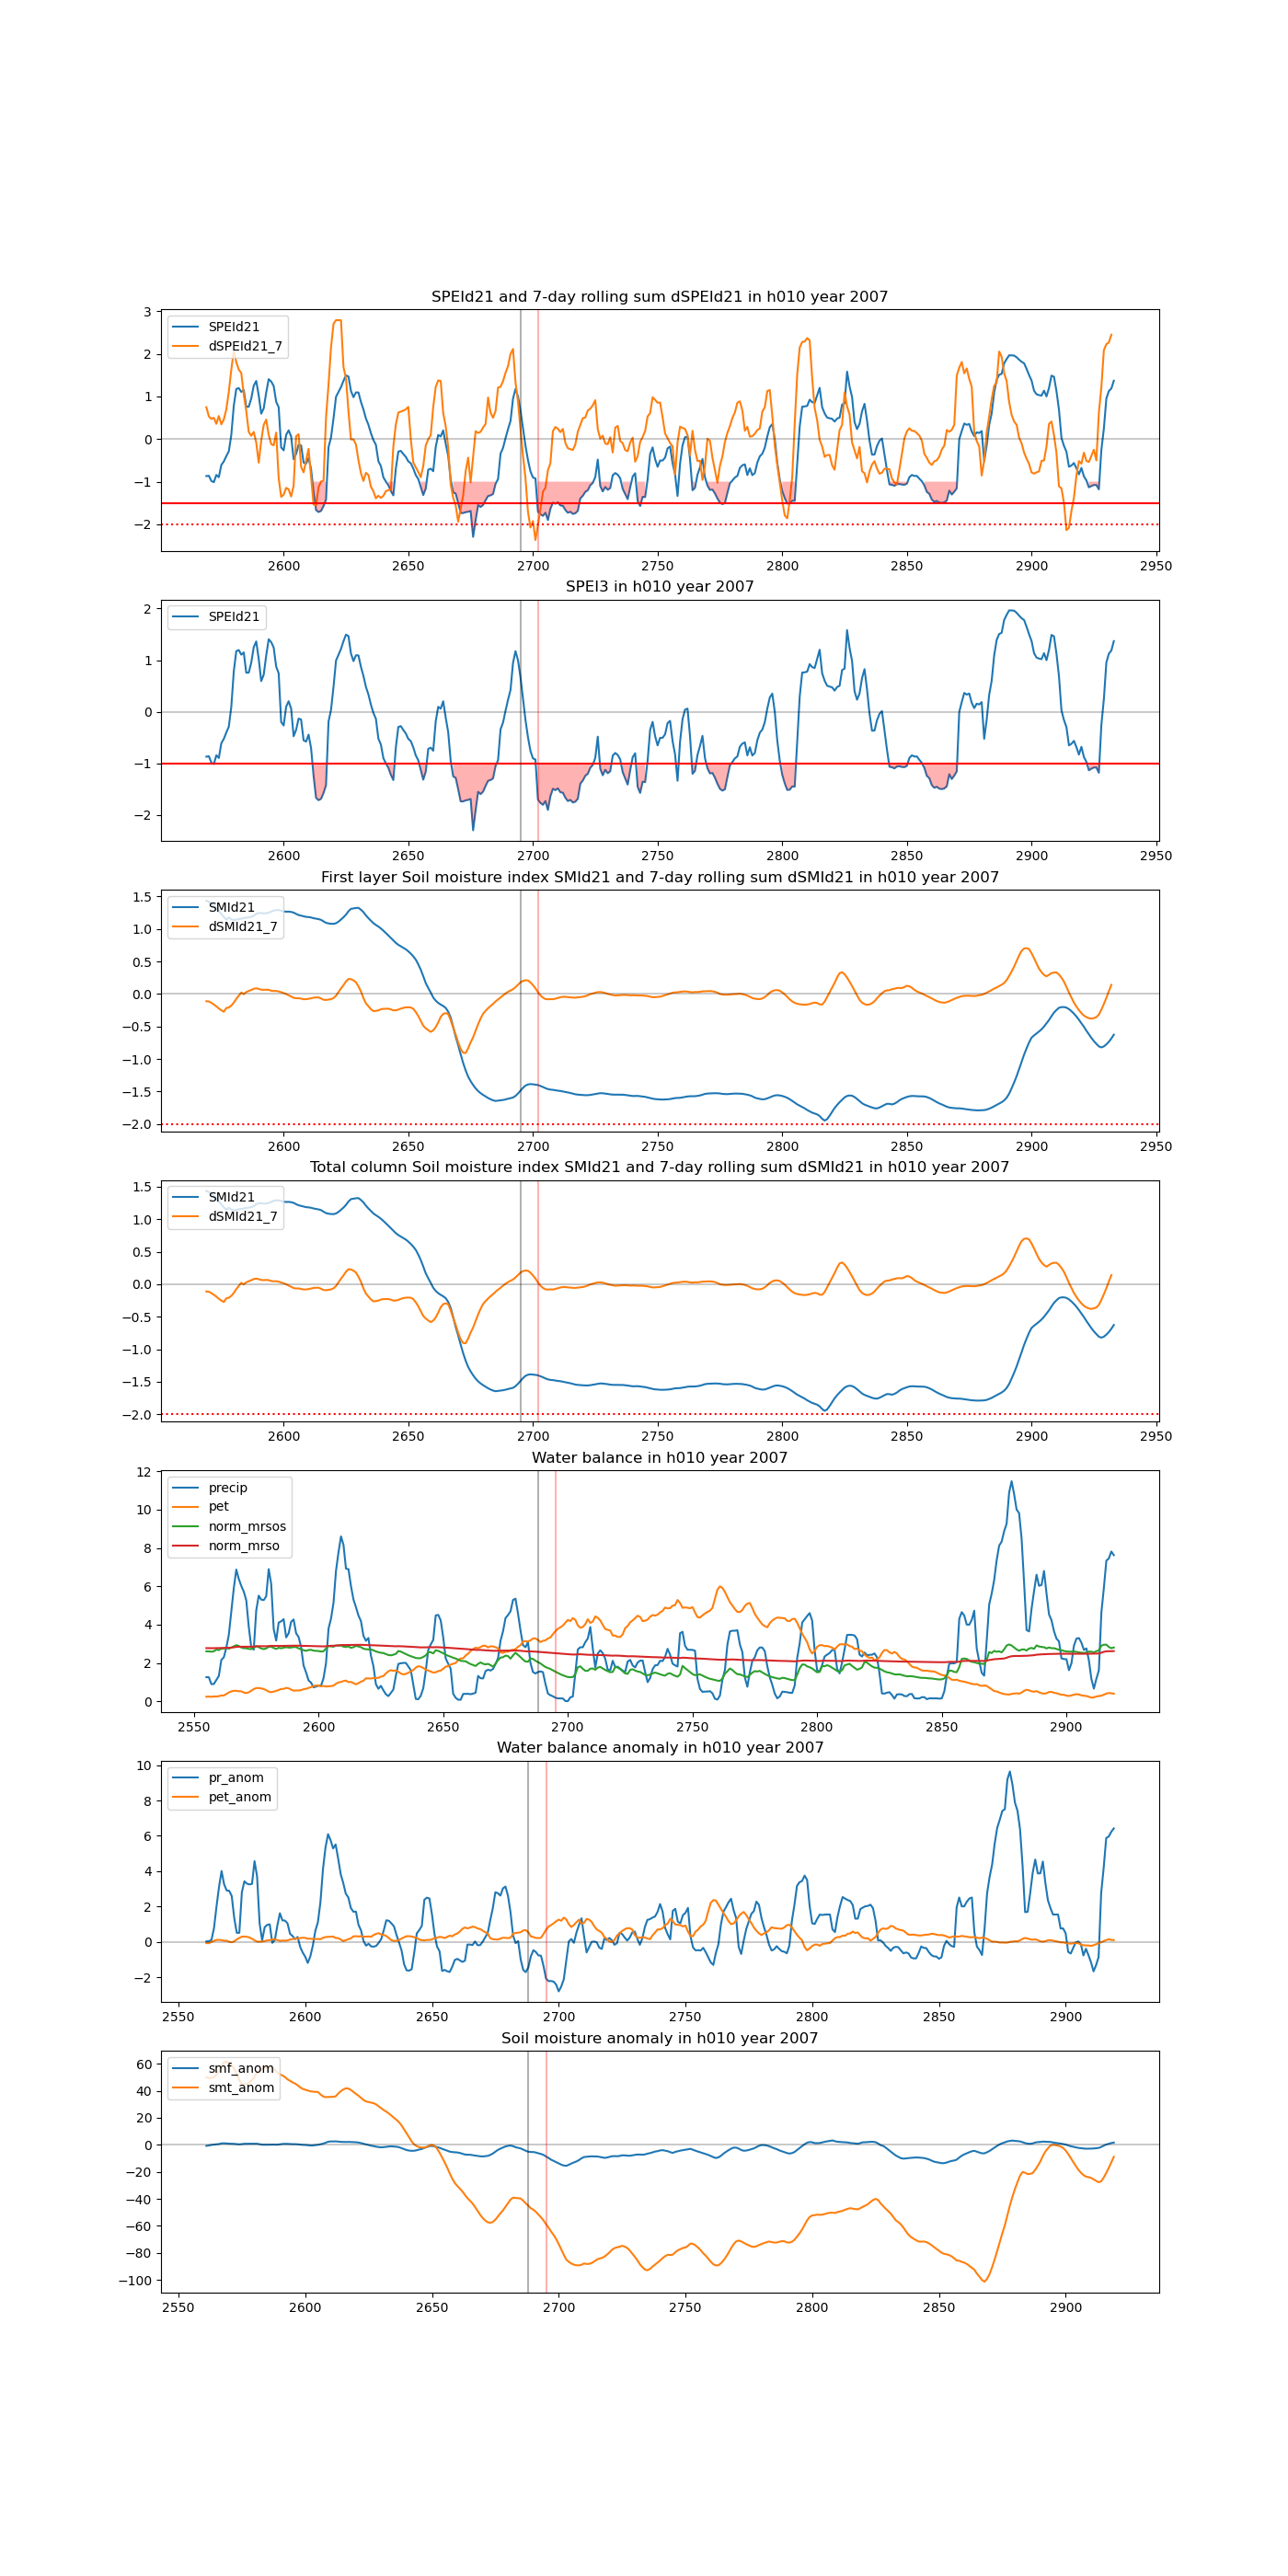 SPEId21 and 7-day rolling sum dSPEId21 in h010 year 2007
3
SPEId21
dSPEId21_7
2
1
0
−1
−2
2600 2650 2700 2750 2800 2850 2900 2950
SPEI3 in h010 year 2007
2
SPEId21
1
0
−1
−2
2600 2650 2700 2750 2800 2850 2900 2950
First layer Soil moisture index SMId21 and 7-day rolling sum dSMId21 in h010 year 2007
1.5
SMId21
dSMId21_7
1.0
0.5
0.0
−0.5
−1.0
−1.5
−2.0
2600 2650 2700 2750 2800 2850 2900 2950
Total column Soil moisture index SMId21 and 7-day rolling sum dSMId21 in h010 year 2007
1.5
SMId21
dSMId21_7
1.0
0.5
0.0
−0.5
−1.0
−1.5
−2.0
2600 2650 2700 2750 2800 2850 2900 2950
Water balance in h010 year 2007
12
precip
pet
norm_mrsos
norm_mrso
10
8
6
4
2
0
2550 2600 2650 2700 2750 2800 2850 2900
Water balance anomaly in h010 year 2007
10
pr_anom
pet_anom
8
6
4
2
0
−2
2550 2600 2650 2700 2750 2800 2850 2900
Soil moisture anomaly in h010 year 2007
60
smf_anom
smt_anom
40
20
0
−20
−40
−60
−80
−100
2550 2600 2650 2700 2750 2800 2850 2900